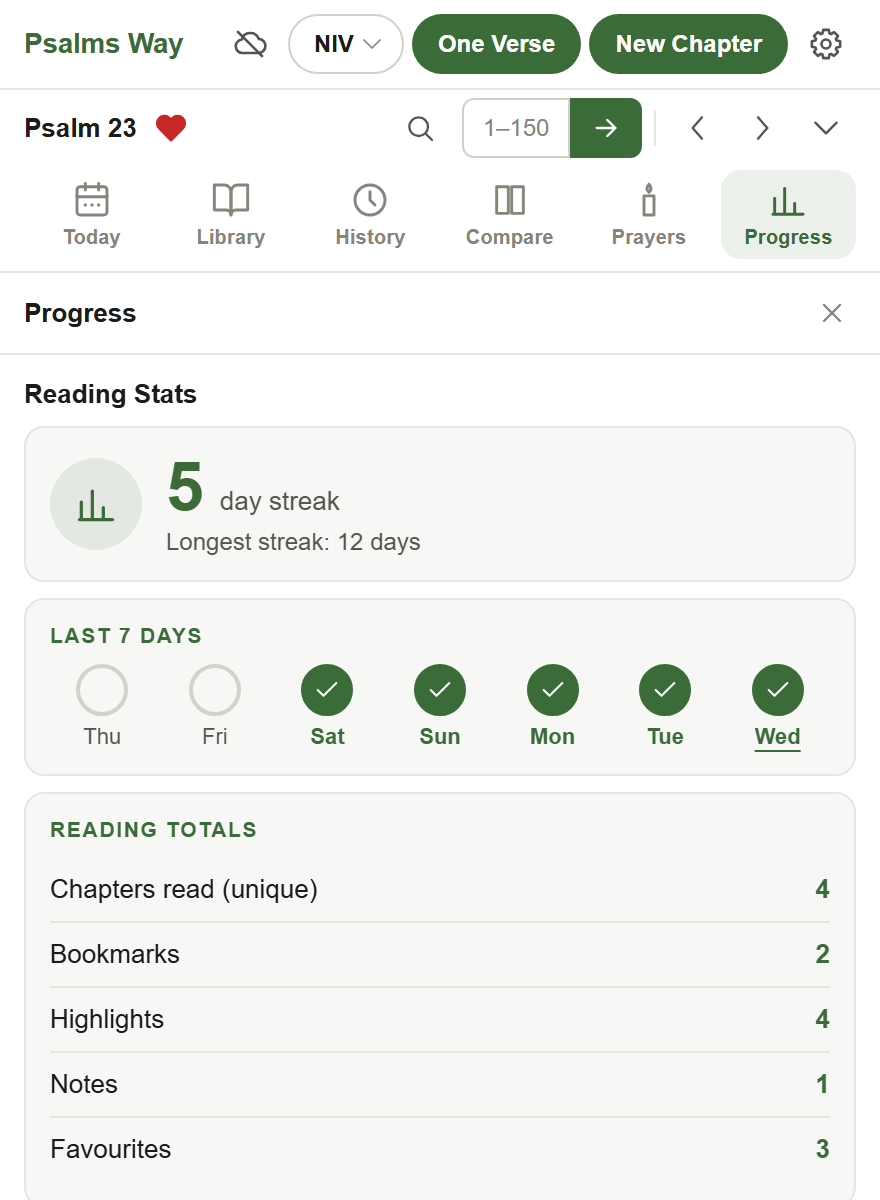 Psalms Way NIV One Verse New Chapter
Psalm 23 1–150
Today Library History Compare Prayers Progress
Progress
Reading Stats
5 day streak
Longest streak: 12 days
LAST 7 DAYS
Thu Fri Sat Sun Mon Tue Wed
READING TOTALS
Chapters read (unique) 4
Bookmarks 2
Highlights 4
Notes 1
Favourites 3